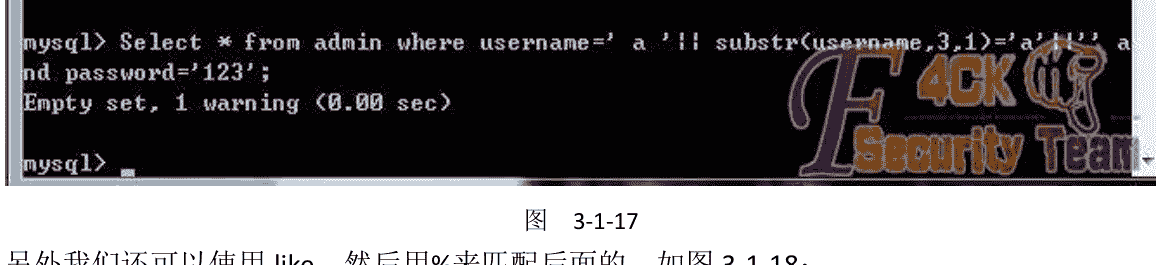 mysql> Select * from admin where username=' a '|| substr(username,3,1)='a'||'' a
nd password='123';
Empty set, 1 warning (0.00 sec)
mysql>
F4CK
Security Team
图 3-1-17
另外我们还可以使用 like，然后用%来匹配后面的，如图 3-1-18：